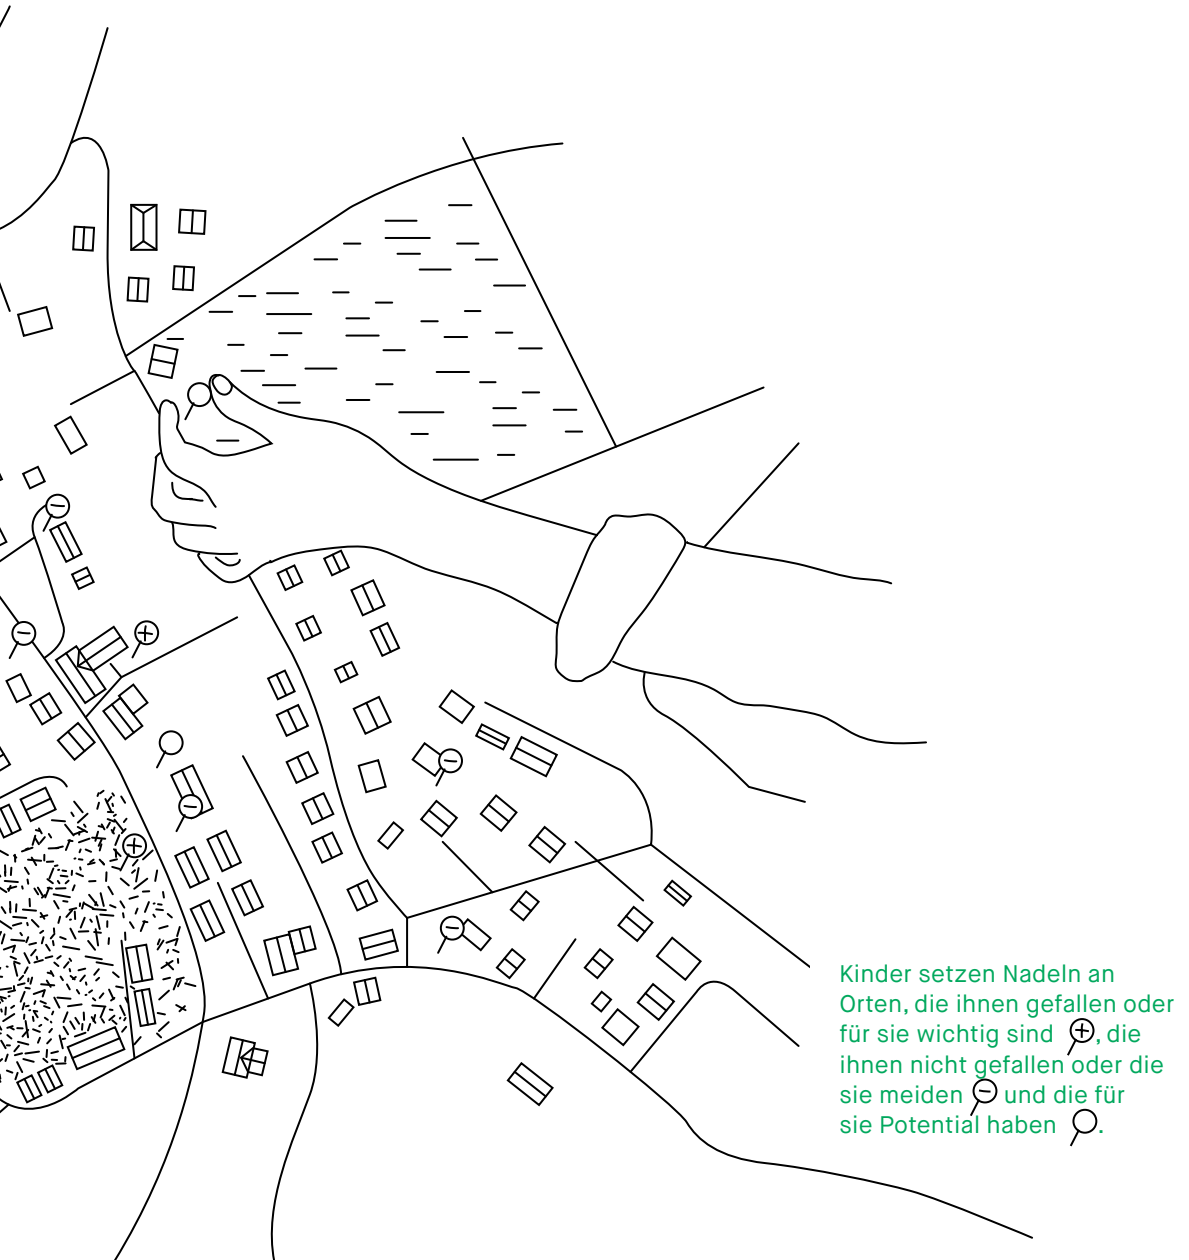 Kinder setzen Nadeln an
Orten, die ihnen gefallen oder
für sie wichtig sind ⊕, die
ihnen nicht gefallen oder die
sie meiden ⊖ und die für
sie Potential haben ○.